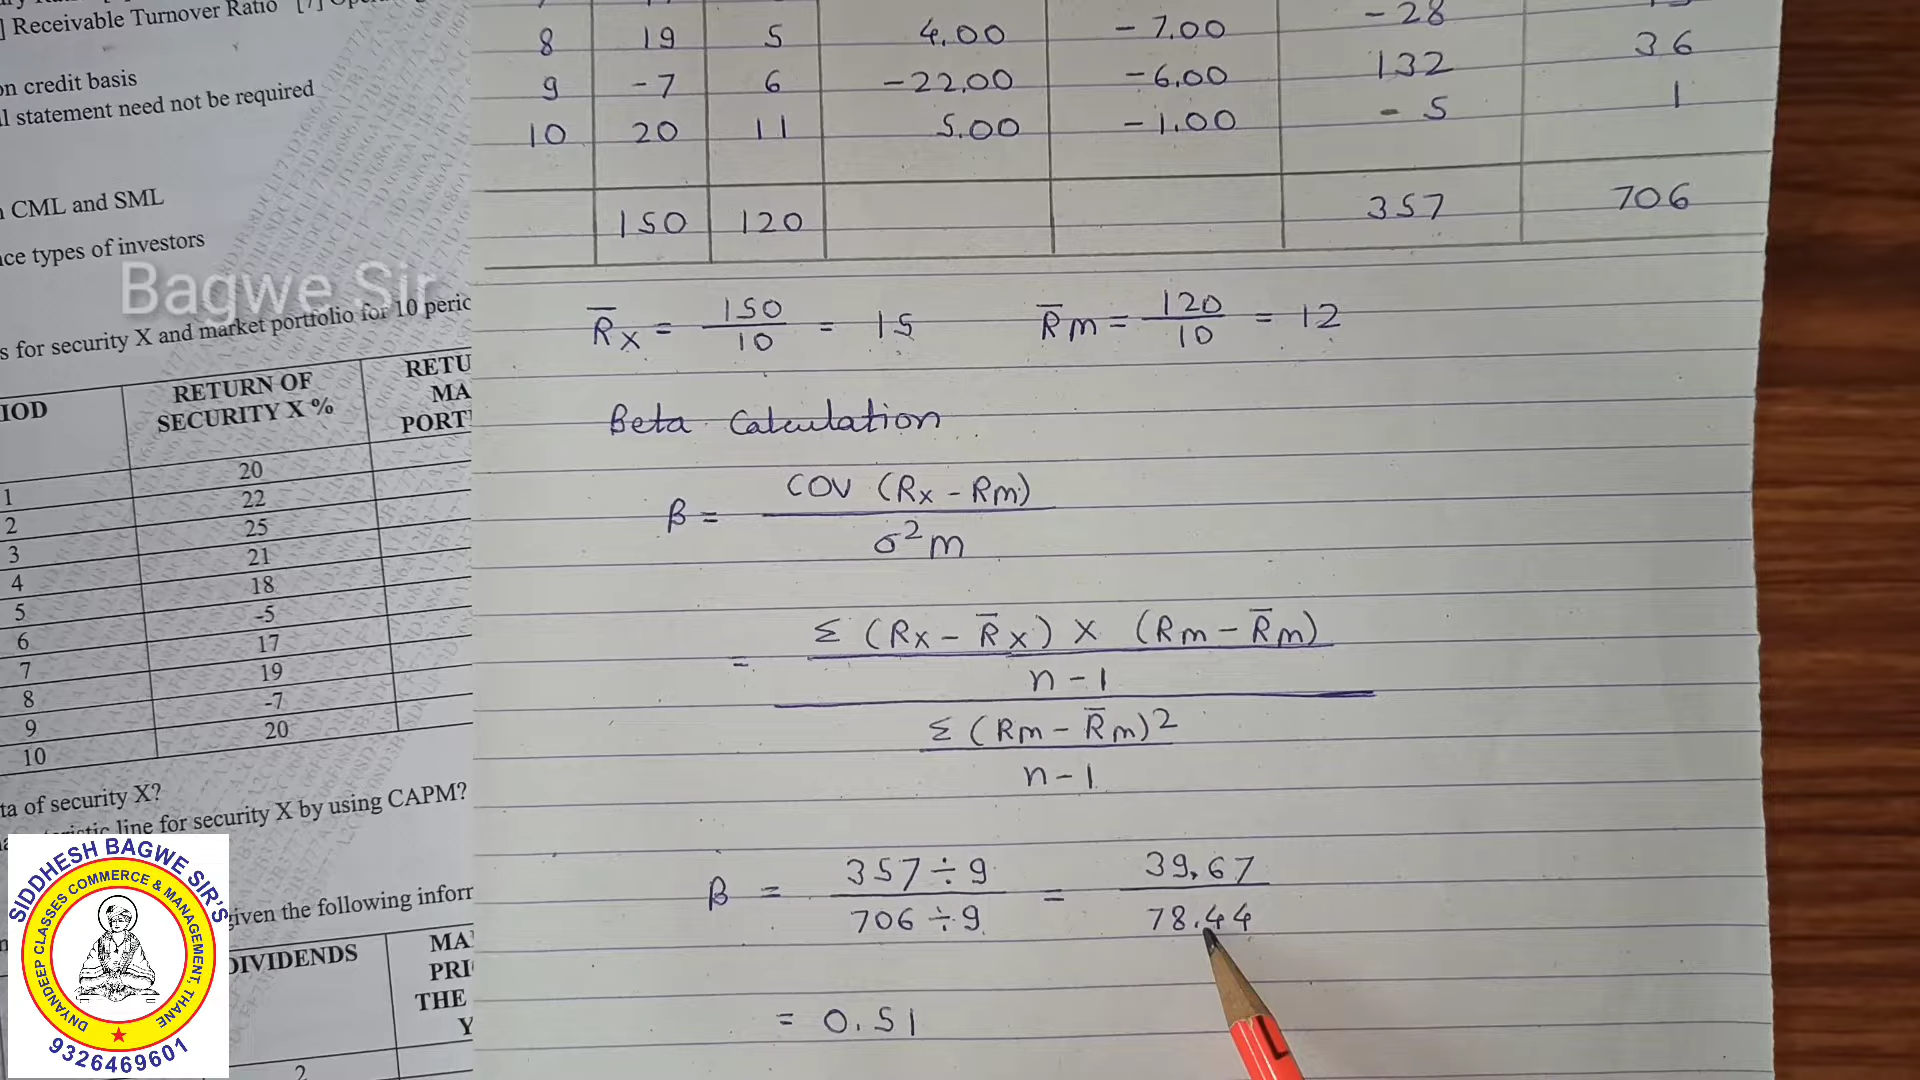 ] Receivable Turnover Ratio [7]
on credit basis
statement need not be required
CML and SML
types of investors
Bagwe Sir
s for security X and market portfolio for 10 peric
IOD RETURN OF SECURITY X % RETU MA PORT
1 20
2 22
3 25
4 21
5 18
6 -5
7 17
8 19
9 -7
10 20
ta of security X?
line for security X by using CAPM?
given the following inforr
DIVIDENDS MA PRI THE Y
2
SIDDHESH BAGWE SIR'S
DNYANDEEP CLASSES COMMERCE & MANAGEMENT, THANE
9326469601
8 19 5 4.00 -7.00 -28
9 -7 6 -22.00 -6.00 132 36
10 20 11 5.00 -1.00 -5 1
150 120 357 706
R̅x = 150/10 = 15 R̅m = 120/10 = 12
Beta Calculation
β = COV (Rx - Rm)
σ²m
= Σ (Rx - R̅x) X (Rm - R̅m)
n - 1
Σ (Rm - R̅m)2
n - 1
β = 357 ÷ 9 = 39.67
706 ÷ 9 78.44
= 0.51